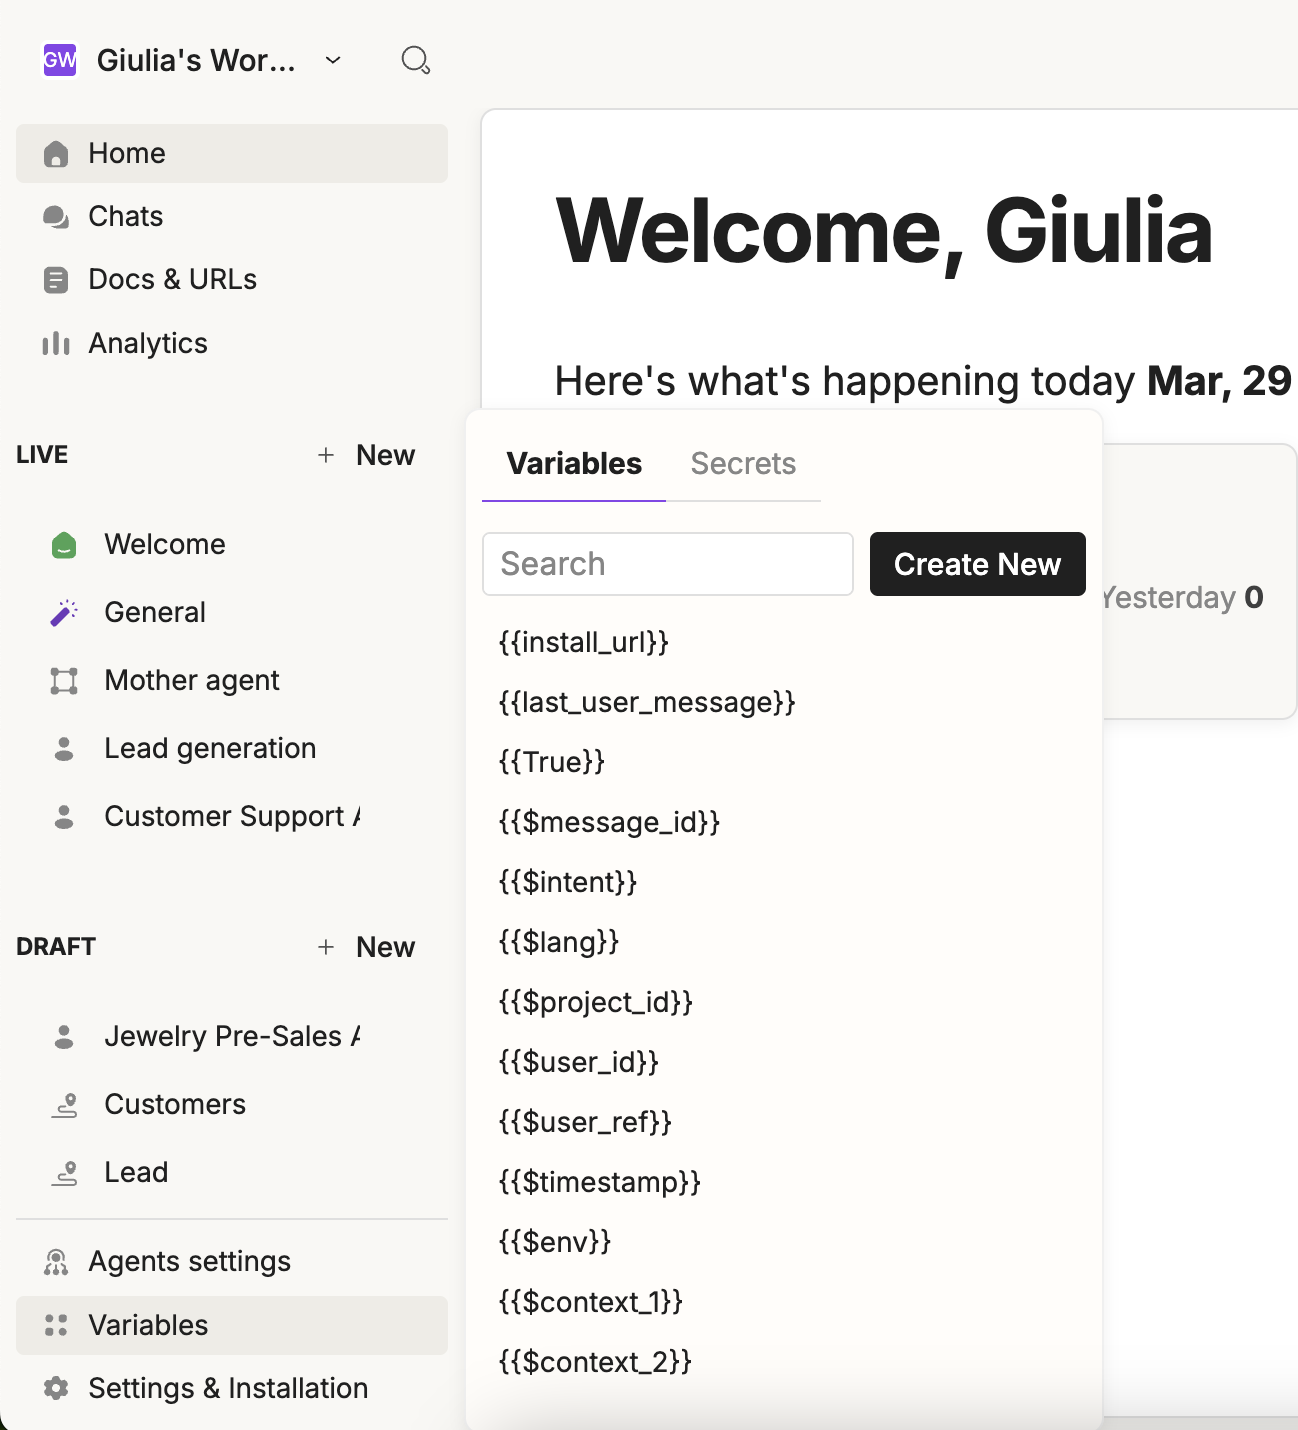 GW Giulia's Wor...
Home
Chats
Docs & URLs
Analytics
LIVE + New
Welcome
General
Mother agent
Lead generation
Customer Support
DRAFT + New
Jewelry Pre-Sales
Customers
Lead
Agents settings
Variables
Settings & Installation
Welcome, Giulia
Here's what's happening today Mar, 29
Yesterday 0
Variables Secrets
Search Create New
{{install_url}}
{{last_user_message}}
{{True}}
{{$message_id}}
{{$intent}}
{{$lang}}
{{$project_id}}
{{$user_id}}
{{$user_ref}}
{{$timestamp}}
{{$env}}
{{$context_1}}
{{$context_2}}